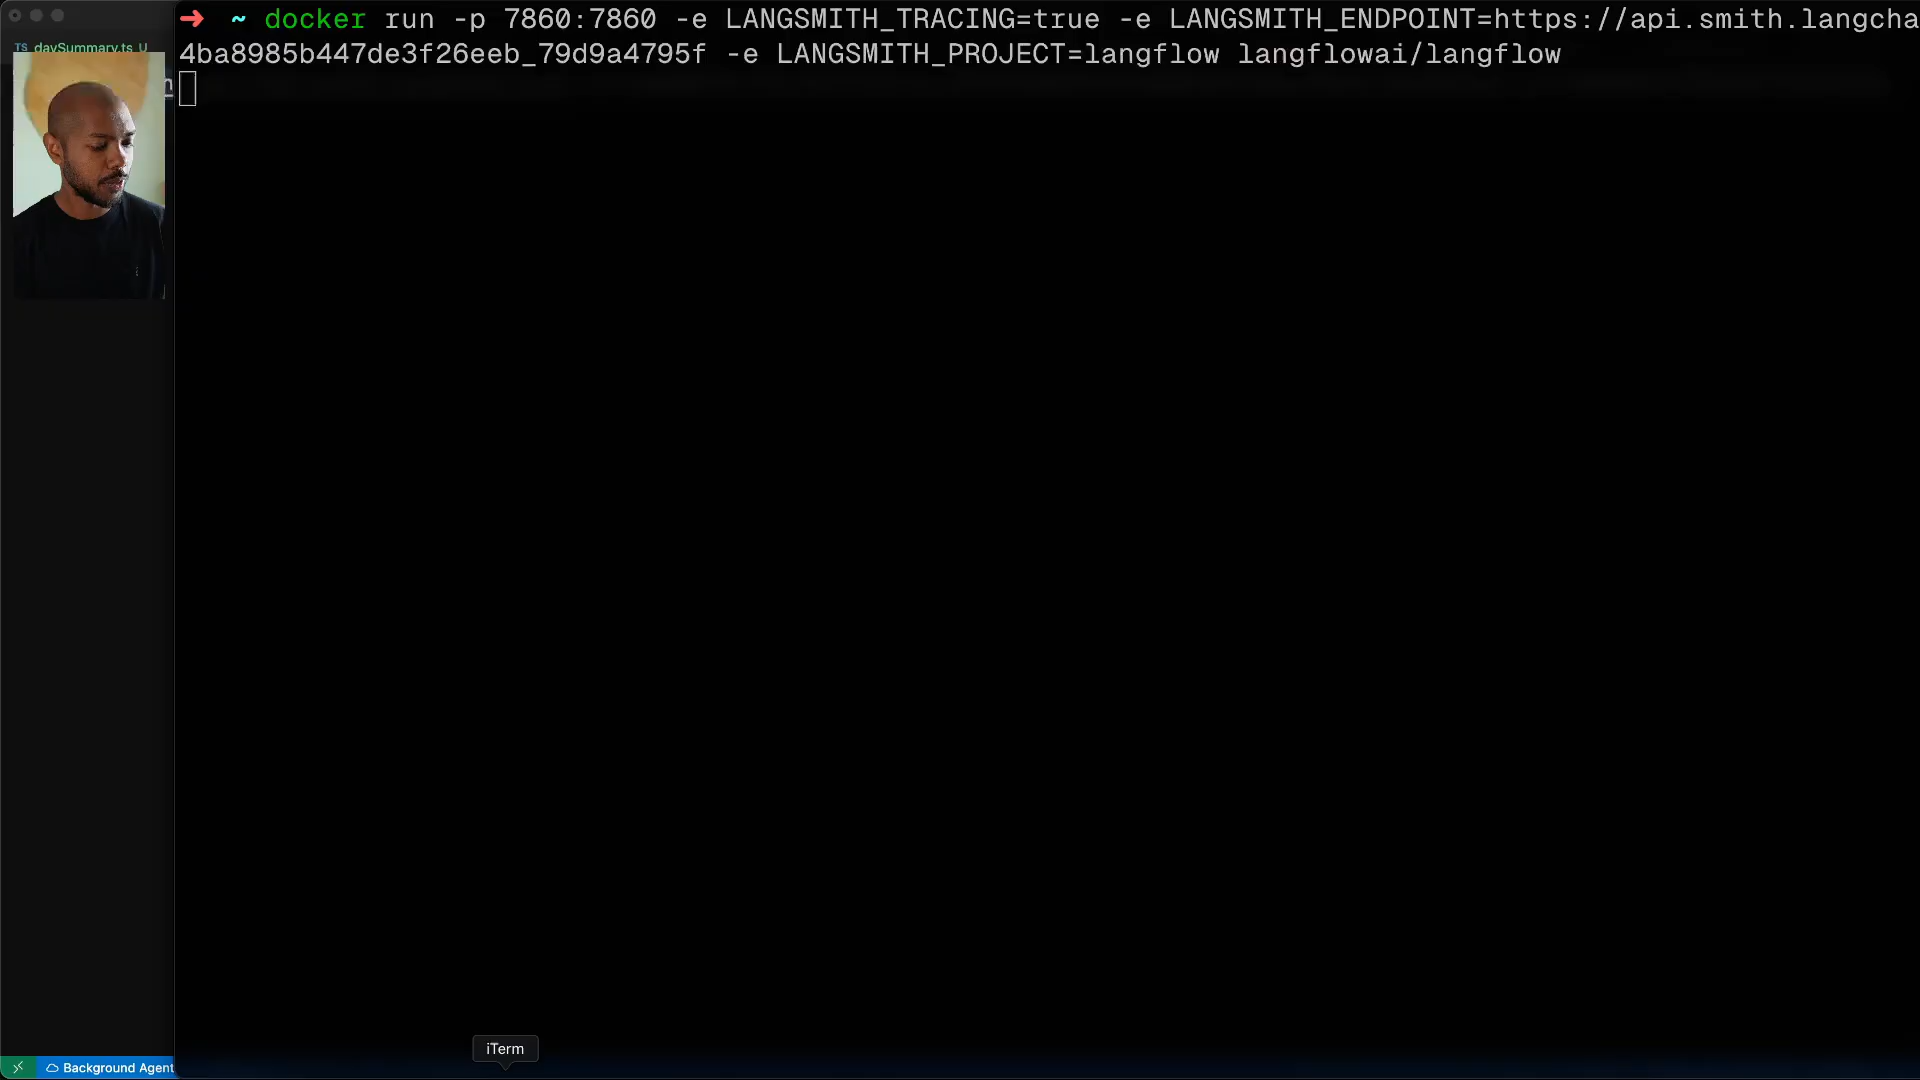 ➜ ~ docker run -p 7860:7860 -e LANGSMITH_TRACING=true -e LANGSMITH_ENDPOINT=https://api.smith.langcha
4ba8985b447de3f26eeb_79d9a4795f -e LANGSMITH_PROJECT=langflow langflowai/langflow
TS daySummary.ts U
iTerm
Background Agent